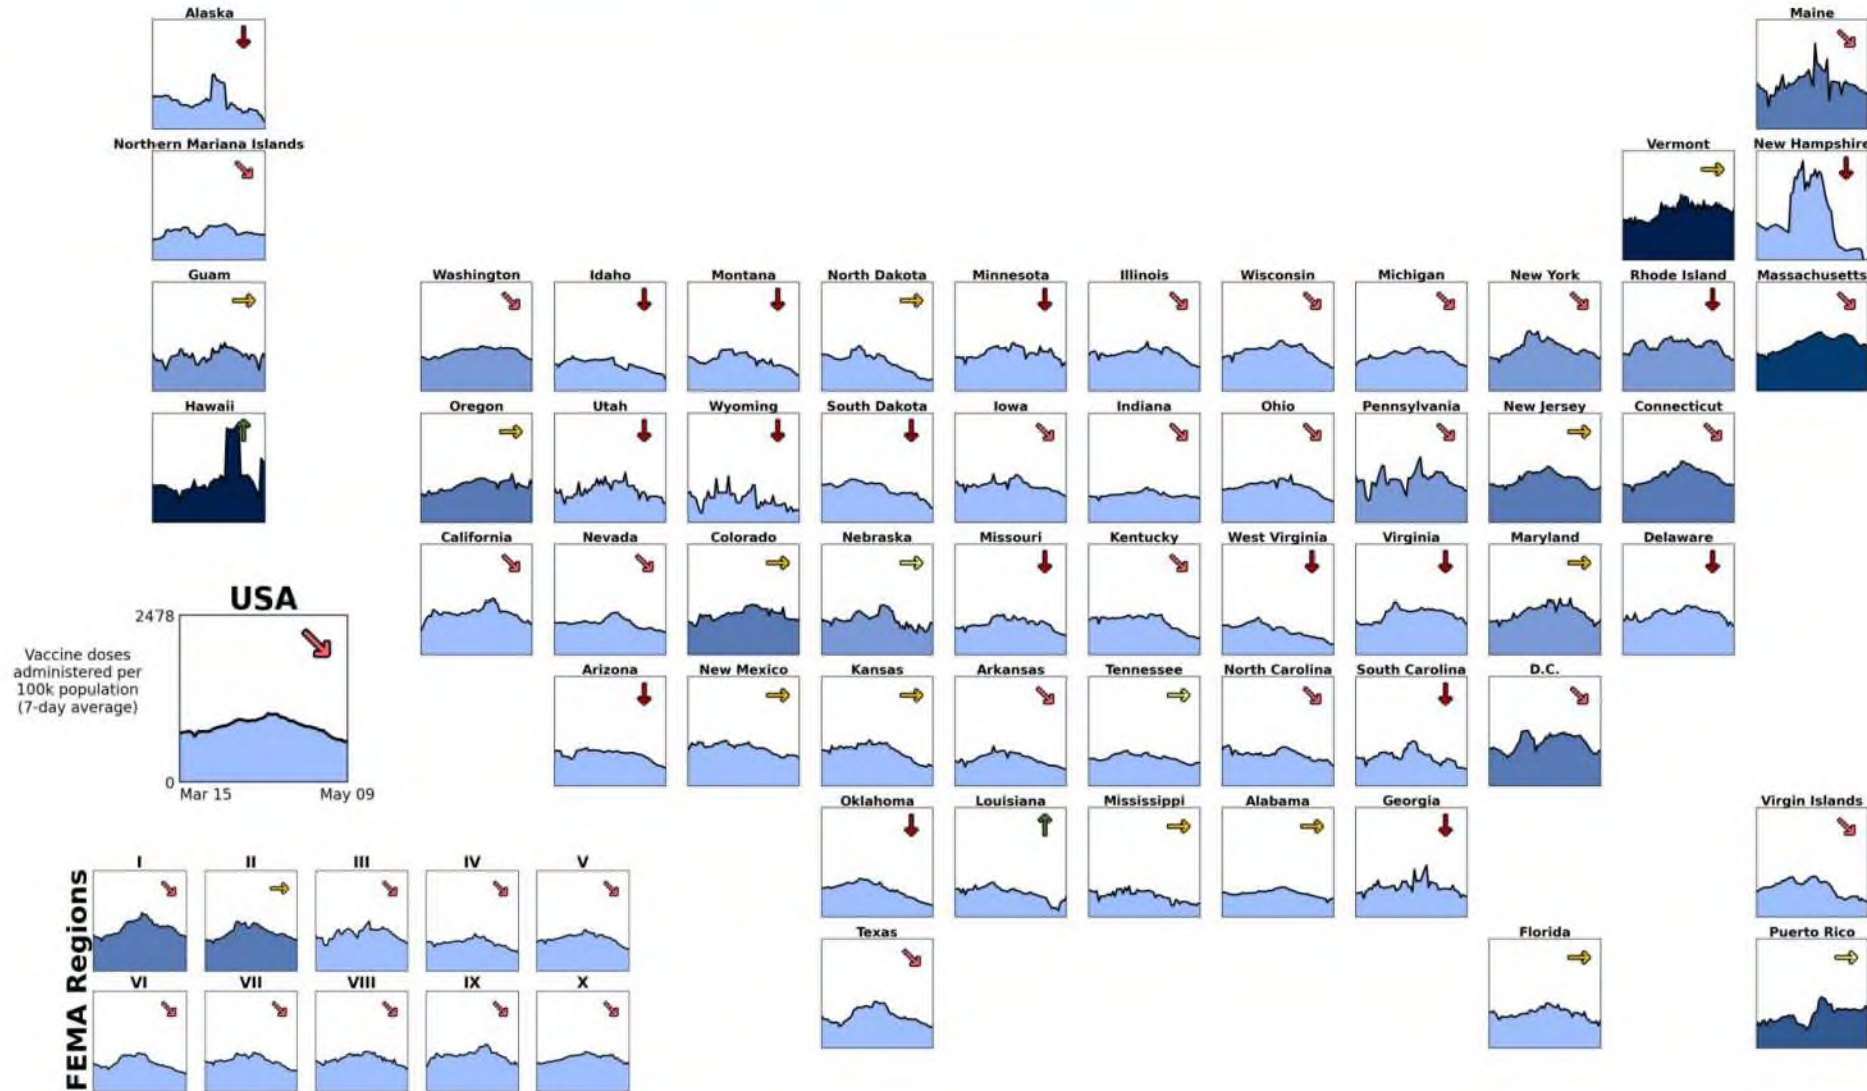 Alaska
Maine
Northern Mariana Islands
Vermont
New Hampshire
Guam
Washington
Idaho
Montana
North Dakota
Minnesota
Illinois
Wisconsin
Michigan
New York
Rhode Island
Massachusetts
Hawaii
Oregon
Utah
Wyoming
South Dakota
Iowa
Indiana
Ohio
Pennsylvania
New Jersey
Connecticut
California
Nevada
Colorado
Nebraska
Missouri
Kentucky
West Virginia
Virginia
Maryland
Delaware
USA
2478
Vaccine doses
administered per
100k population
(7-day average)
0
Mar 15
May 09
Arizona
New Mexico
Kansas
Arkansas
Tennessee
North Carolina
South Carolina
D.C.
Oklahoma
Louisiana
Mississippi
Alabama
Georgia
Virgin Islands
FEMA Regions
I
II
III
IV
V
VI
VII
VIII
IX
X
Texas
Florida
Puerto Rico